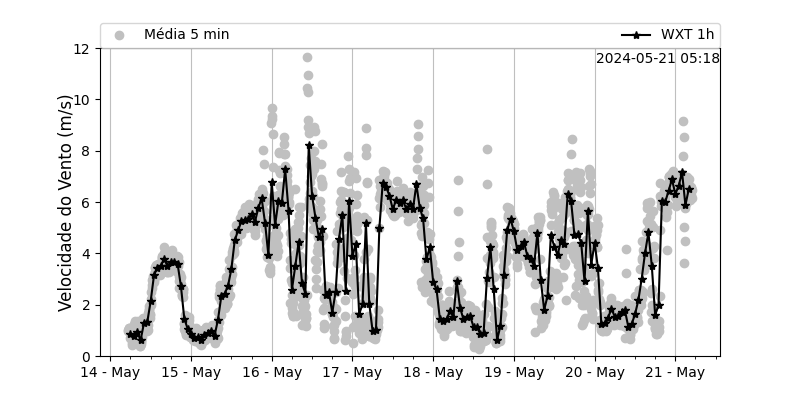 Média 5 min
WXT 1h
2024-05-21 05:18
Velocidade do Vento (m/s)
12
10
8
6
4
2
0
14 - May 15 - May 16 - May 17 - May 18 - May 19 - May 20 - May 21 - May